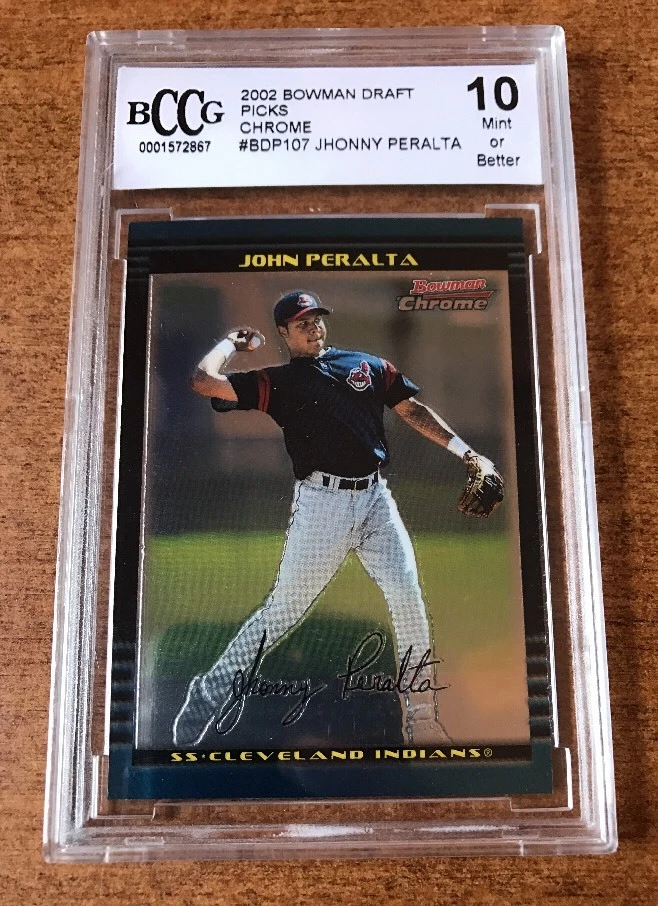 BCCG
0001572867
2002 BOWMAN DRAFT
PICKS
CHROME
#BDP107 JHONNY PERALTA
10
Mint
or
Better
JOHN PERALTA
Bowman
Chrome
Jhonny Peralta
SS·CLEVELAND INDIANS®